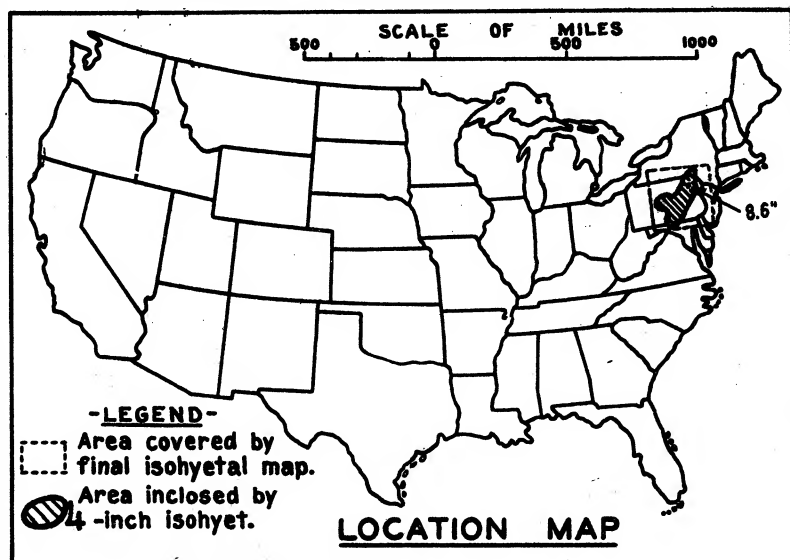 SCALE OF MILES
500 0 500 1000
8.6"
-LEGEND-
Area covered by
final isohyetal map.
Area inclosed by
4-inch isohyet.
LOCATION MAP